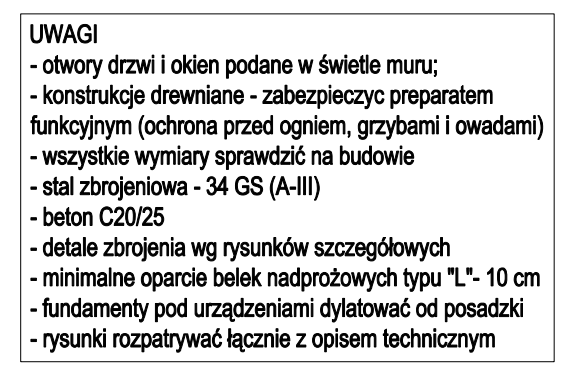 UWAGI
- otwory drzwi i okien podane w świetle muru;
- konstrukcje drewniane - zabezpieczyc preparatem
funkcyjnym (ochrona przed ogniem, grzybami i owadami)
- wszystkie wymiary sprawdzić na budowie
- stal zbrojeniowa - 34 GS (A-III)
- beton C20/25
- detale zbrojenia wg rysunków szczegółowych
- minimalne oparcie belek nadprożowych typu "L"- 10 cm
- fundamenty pod urządzeniami dylatować od posadzki
- rysunki rozpatrywać łącznie z opisem technicznym